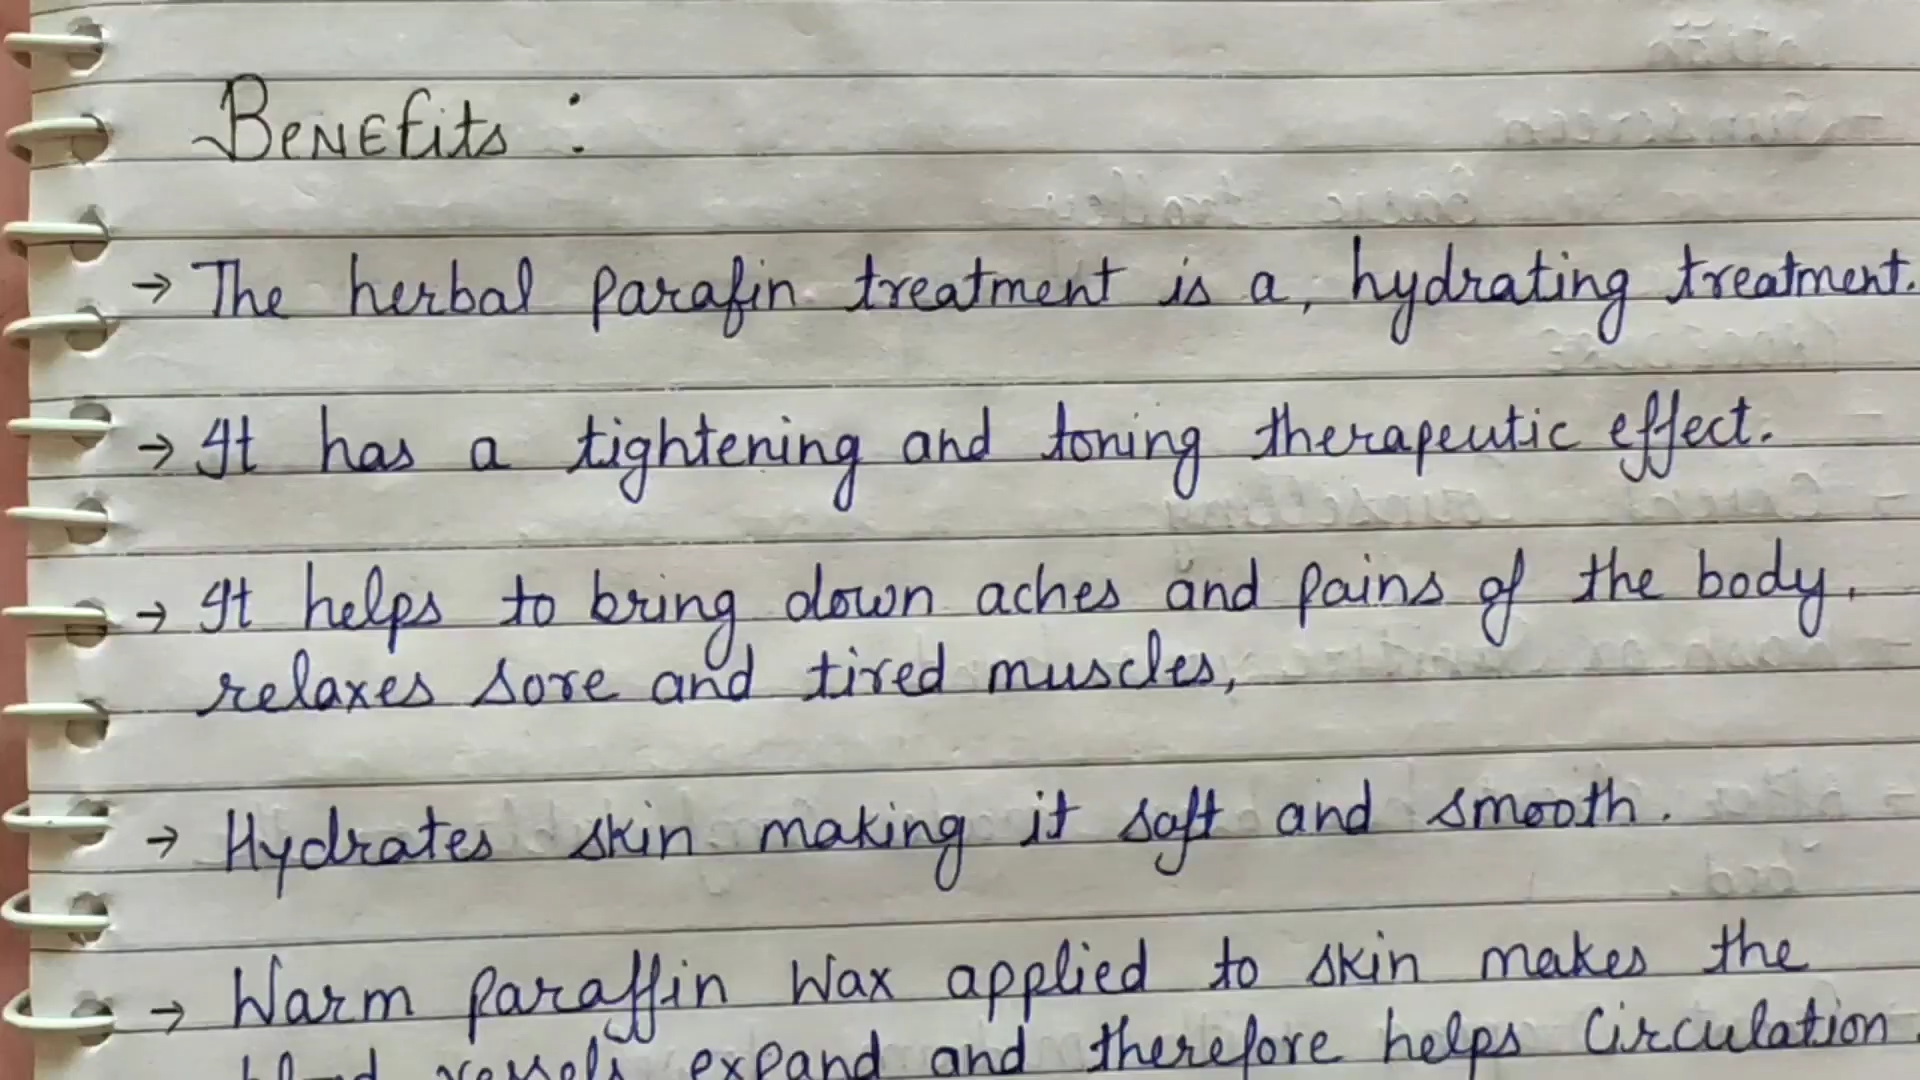 Benefits :
→ The herbal parafin treatment is a, hydrating treatment.
→ It has a tightening and toning therapeutic effect.
→ It helps to bring down aches and pains of the body.
relaxes sore and tired muscles,
→ Hydrates skin making it soft and smooth.
→ Warm paraffin wax applied to skin makes the
blood vessels expand and therefore helps circulation